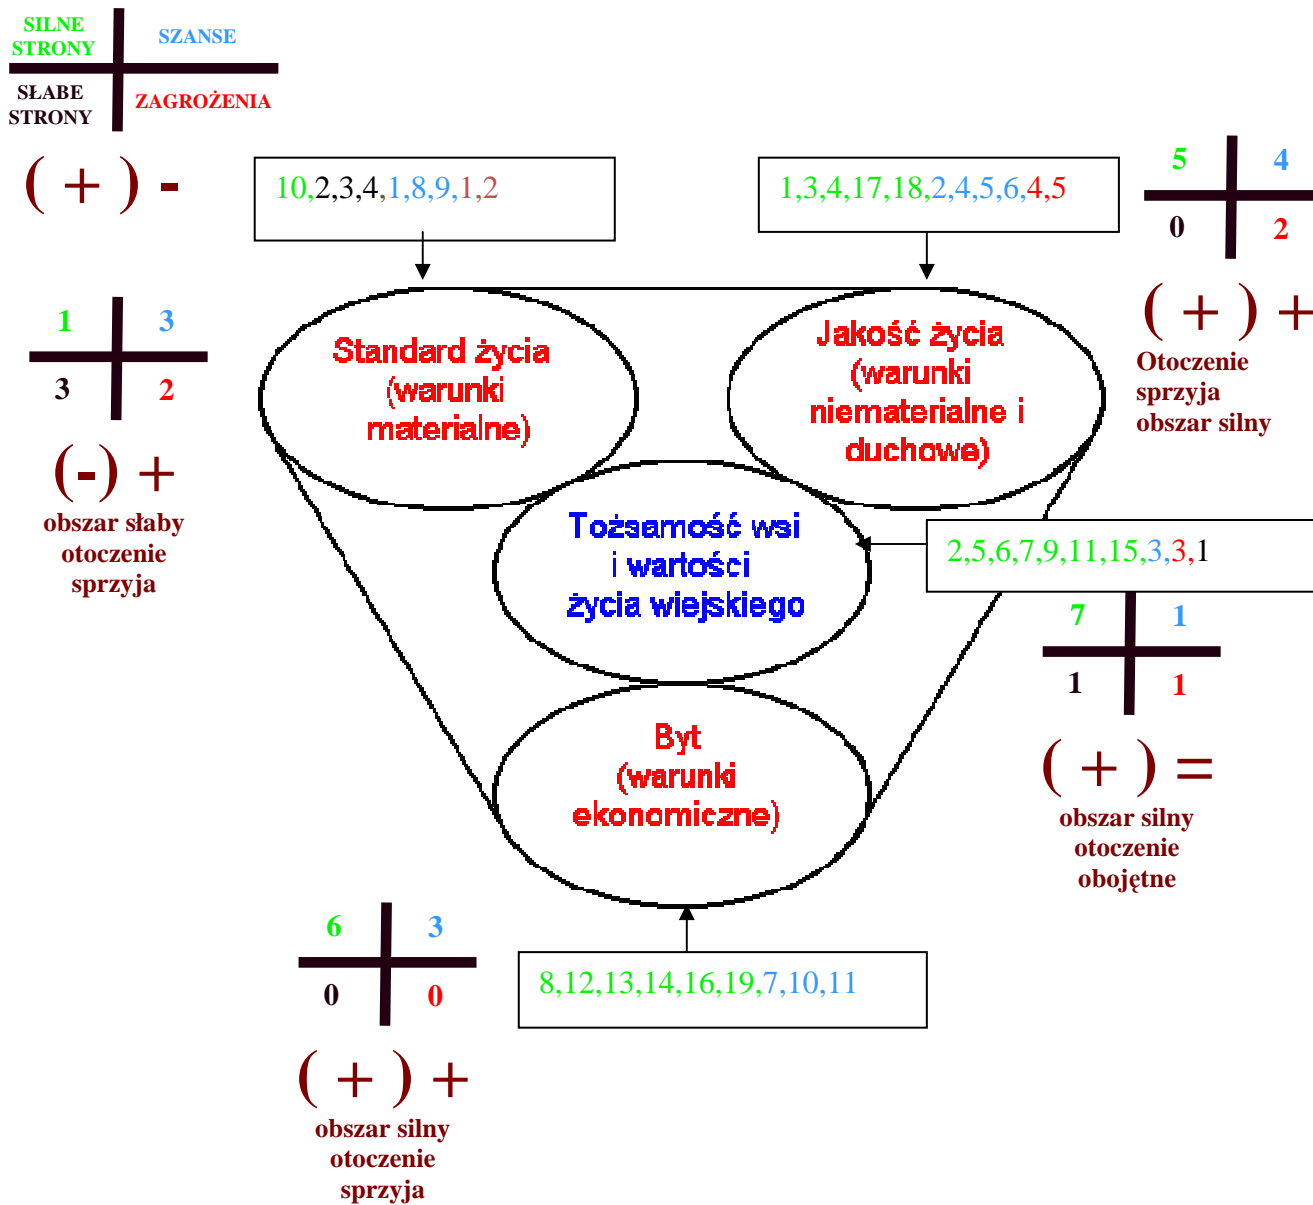 SILNE
STRONY
SZANSE
SŁABE
STRONY
ZAGROŻENIA
( + ) -
10,2,3,4,1,8,9,1,2
1,3,4,17,18,2,4,5,6,4,5
5 4
0 2
( + ) +
Otoczenie
sprzyja
obszar silny
1 3
3 2
(-) +
obszar słaby
otoczenie
sprzyja
Standard życia
(warunki
materialne)
Jakość życia
(warunki
niematerialne i
duchowe)
Tożsamość wsi
i wartości
życia wiejskiego
2,5,6,7,9,11,15,3,3,1
7 1
1 1
( + ) =
obszar silny
otoczenie
obojętne
Byt
(warunki
ekonomiczne)
6 3
0 0
( + ) +
obszar silny
otoczenie
sprzyja
8,12,13,14,16,19,7,10,11